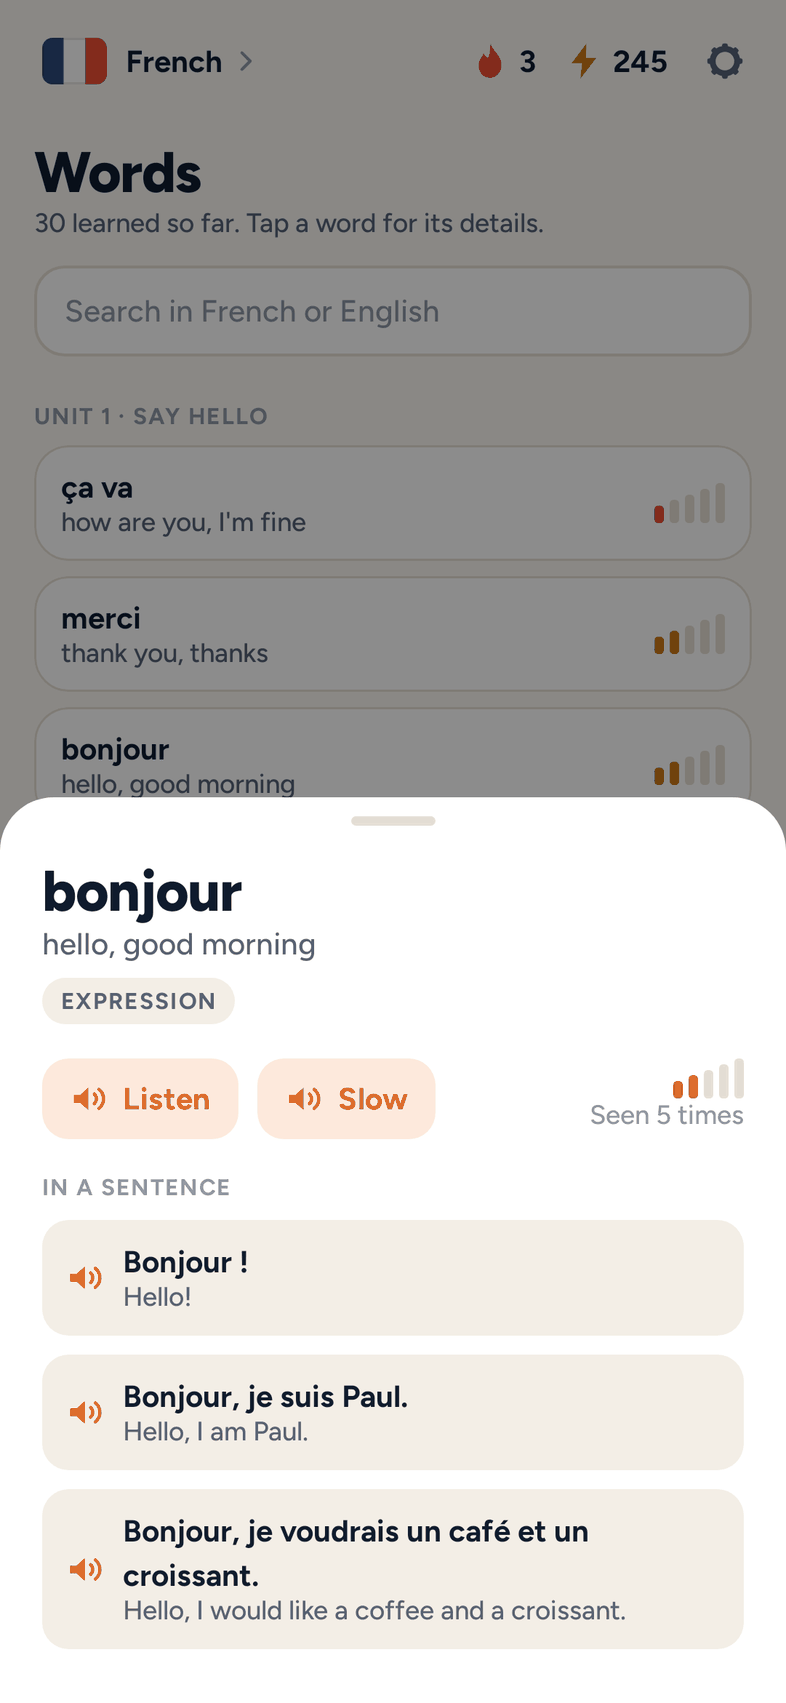 French
3
245
Words
30 learned so far. Tap a word for its details.
Search in French or English
UNIT 1 · SAY HELLO
ça va
how are you, I'm fine
merci
thank you, thanks
bonjour
hello, good morning
bonjour
hello, good morning
EXPRESSION
Listen
Slow
Seen 5 times
IN A SENTENCE
Bonjour !
Hello!
Bonjour, je suis Paul.
Hello, I am Paul.
Bonjour, je voudrais un café et un
croissant.
Hello, I would like a coffee and a croissant.